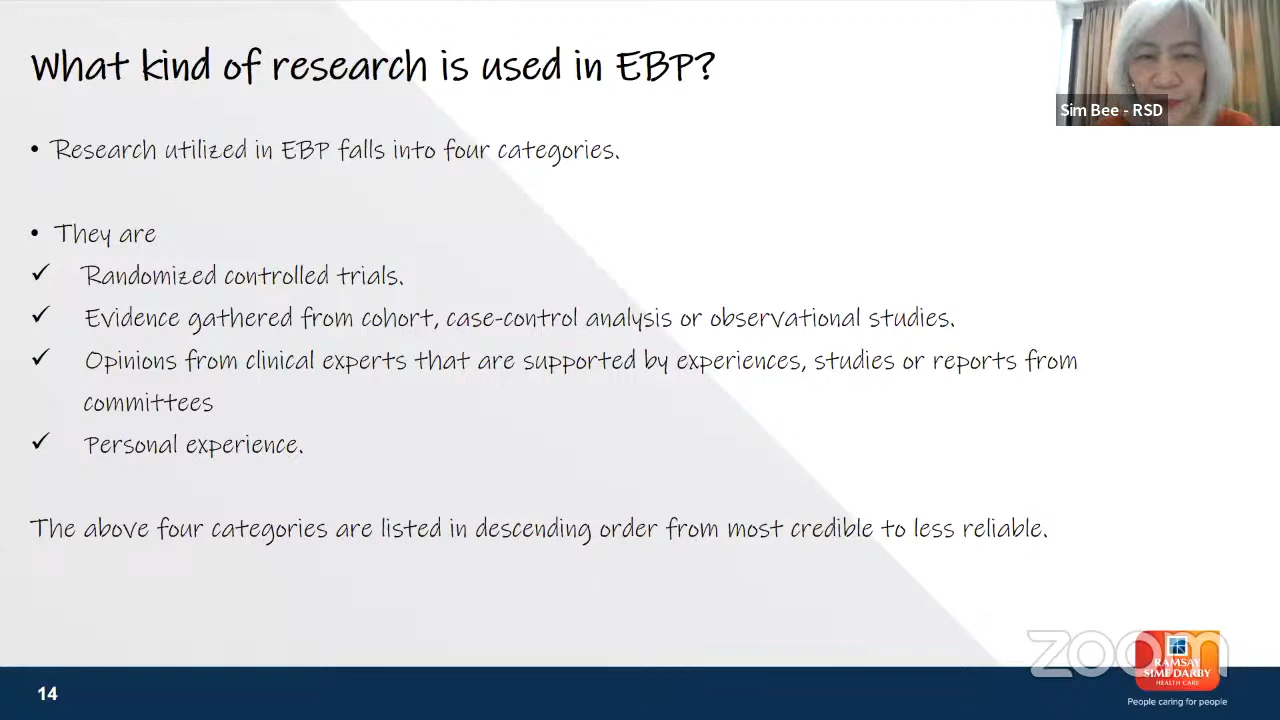 What kind of research is used in EBP?
Sim Bee - RSD
• Research utilized in EBP falls into four categories.
• They are
✓ Randomized controlled trials.
✓ Evidence gathered from cohort, case-control analysis or observational studies.
✓ Opinions from clinical experts that are supported by experiences, studies or reports from
committees
✓ Personal experience.
The above four categories are listed in descending order from most credible to less reliable.
zoom
RAMSAY
SIME DARBY
HEALTH CARE
People caring for people
14